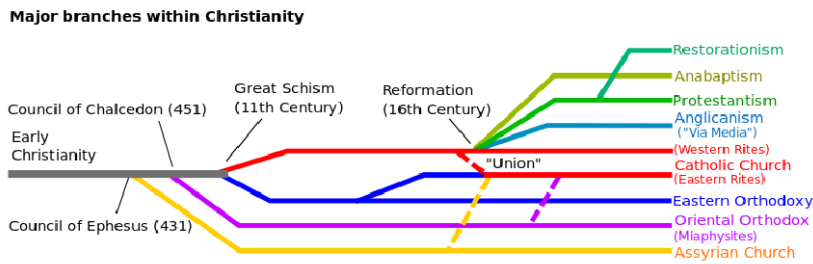 Major branches within Christianity
Restorationism
Anabaptism
Great Schism
(11th Century)
Reformation
(16th Century)
Protestantism
Council of Chalcedon (451)
Anglicanism
("Via Media")
Early
Christianity
(Western Rites)
"Union"
Catholic Church
(Eastern Rites)
Eastern Orthodoxy
Council of Ephesus (431)
Oriental Orthodox
(Miaphysites)
Assyrian Church